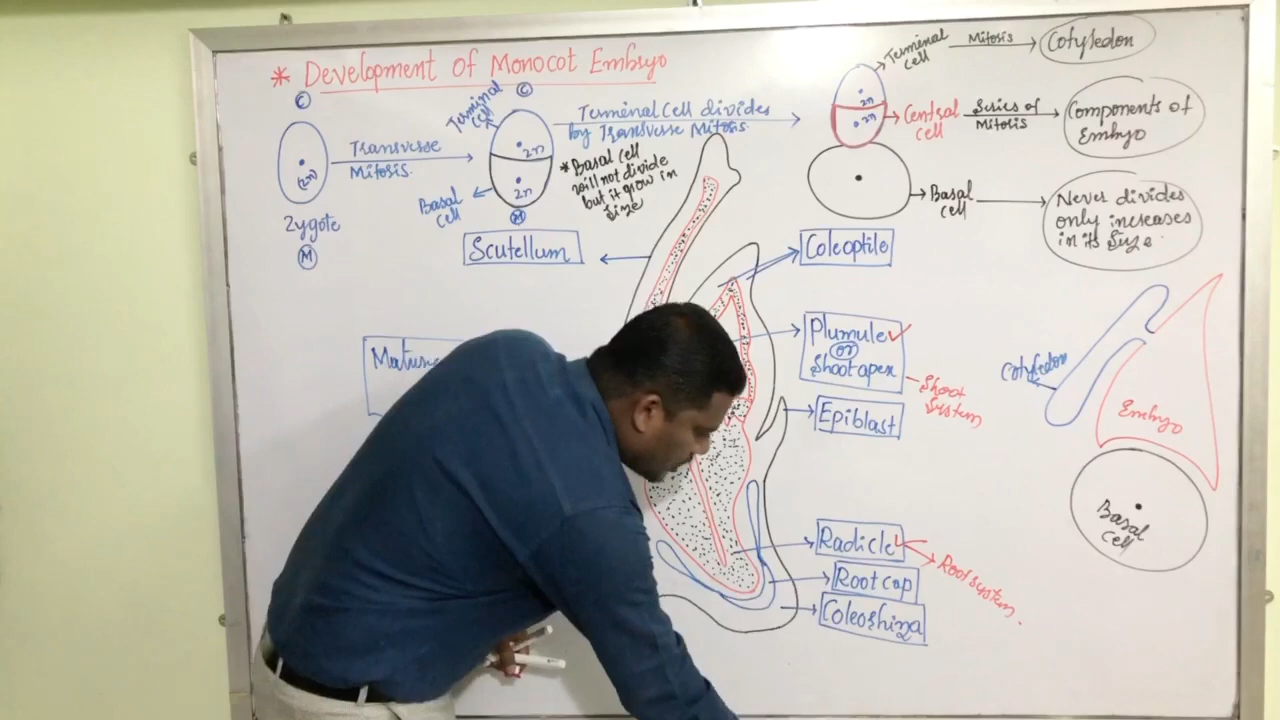 * Development of Monocot Embryo
C
(2n)
Zygote
M
Transverse
Mitosis.
C
Terminal
cell
2n
2n
Basal
cell
M
Terminal Cell divides
by Transverse Mitosis.
* Basal cell
will not divide
but it grow in
Size
2n
2n
Terminal
cell
Mitosis
Cotyledon
Central
cell
Series of
Mitosis
Components of
Embryo
Basal
cell
Never divides
only increases
in its Size.
Scutellum
Coleoptile
Plumule
or
Shoot apex
Shoot
System
Epiblast
Radicle
Root system.
Root cap
Coleorhiza
Cotyledon
Embryo
Basal
cell